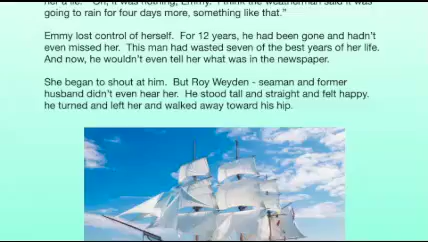 her a lie. "Oh, it was nothing, Emmy. I think the weatherman said it was
going to rain for four days more, something like that."
Emmy lost control of herself. For 12 years, he had been gone and hadn't
even missed her. This man had wasted seven of the best years of her life.
And now, he wouldn't even tell her what was in the newspaper.
She began to shout at him. But Roy Weyden - seaman and former
husband didn't even hear her. He stood tall and straight and felt happy.
he turned and left her and walked away toward his hip.